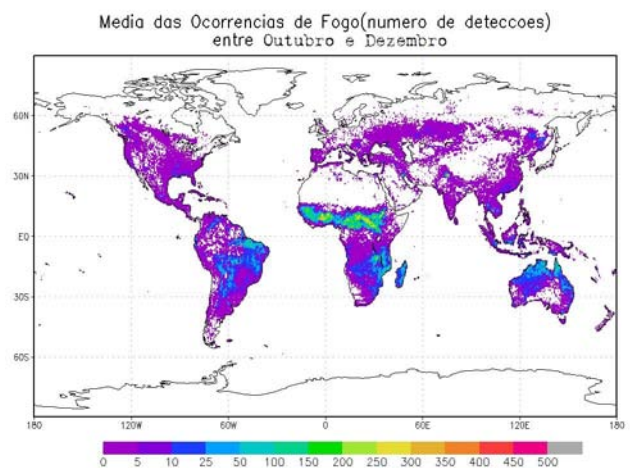 Media das Ocorrencias de Fogo(numero de deteccoes)
entre Outubro e Dezembro
60N
30N
EQ
30S
60S
180 120W 60W 0 60E 120E 180
0 5 10 25 50 100 150 200 250 300 350 400 450 500